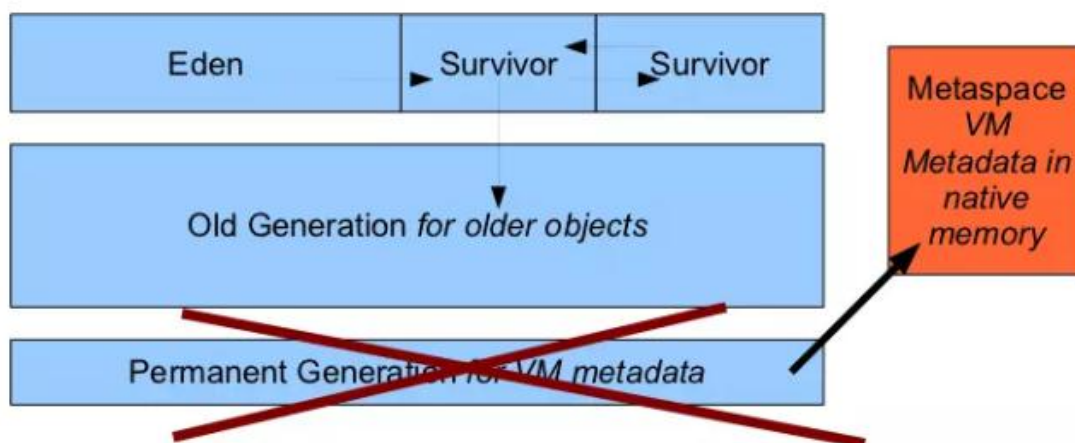 Eden
Survivor
Survivor
Metaspace
VM
Metadata in
native
memory
Old Generation for older objects
Permanent Generation for VM metadata